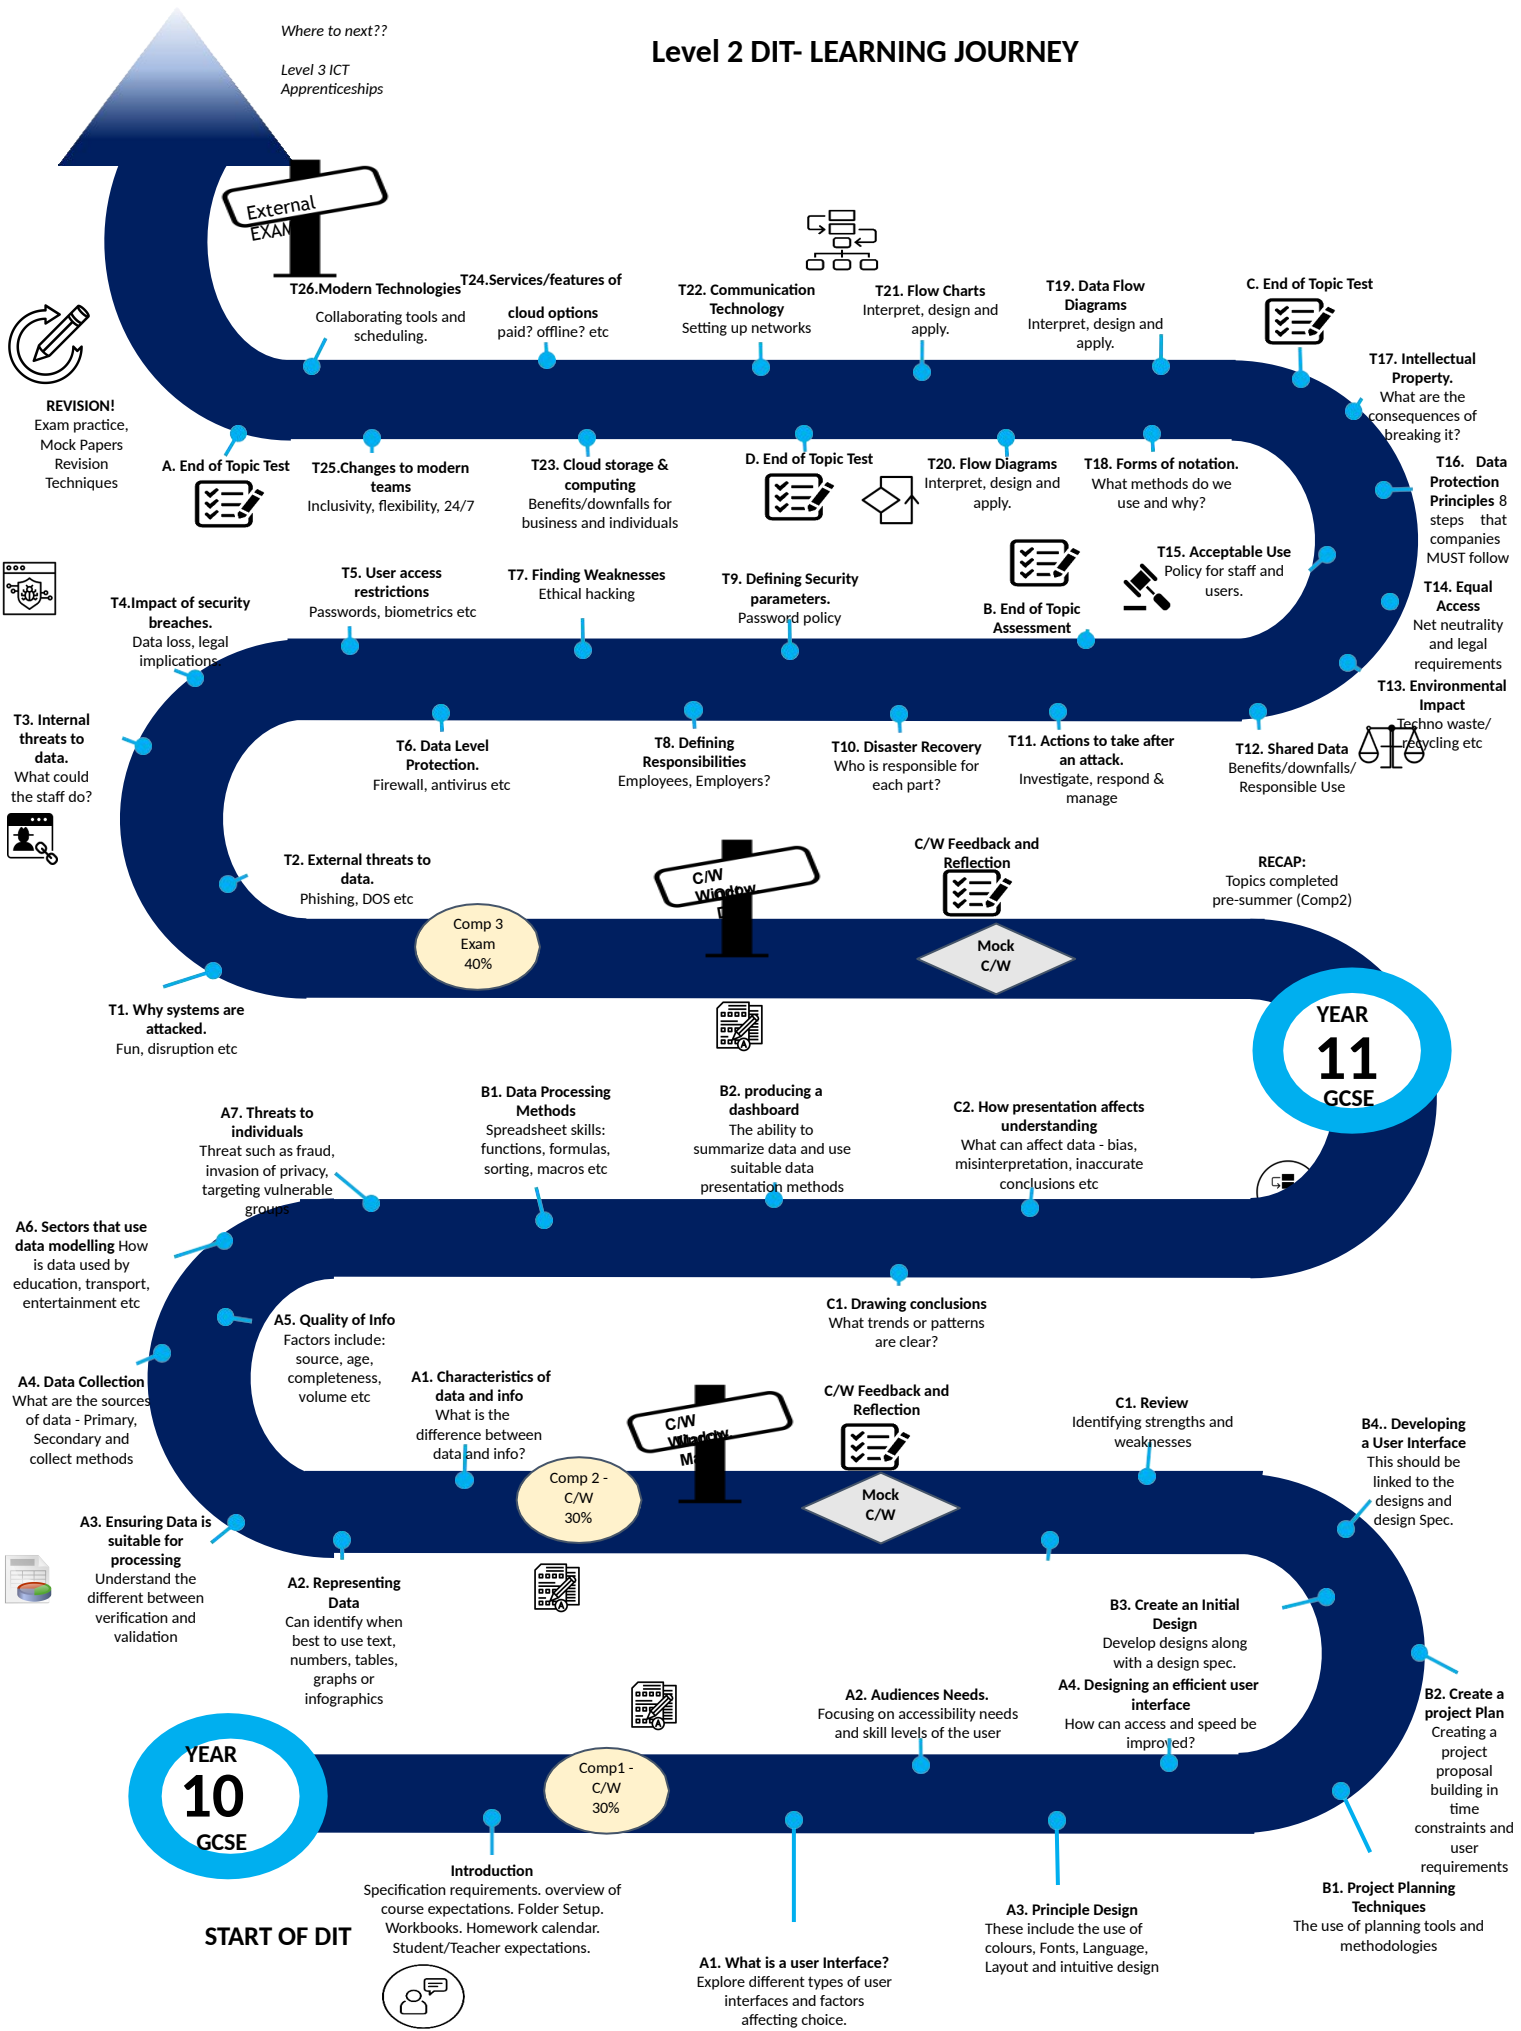 Where to next??
Level 3 ICT
Apprenticeships
Level 2 DIT- LEARNING JOURNEY
External
EXAM
T26.Modern Technologies
Collaborating tools and
scheduling.
T24.Services/features of
cloud options
paid? offline? etc
T22. Communication
Technology
Setting up networks
T21. Flow Charts
Interpret, design and
apply.
T19. Data Flow
Diagrams
Interpret, design and
apply.
C. End of Topic Test
T17. Intellectual
Property.
What are the
consequences of
breaking it?
REVISION!
Exam practice,
Mock Papers
Revision
Techniques
A. End of Topic Test
T25.Changes to modern
teams
Inclusivity, flexibility, 24/7
T23. Cloud storage &
computing
Benefits/downfalls for
business and individuals
D. End of Topic Test
T20. Flow Diagrams
Interpret, design and
apply.
T18. Forms of notation.
What methods do we
use and why?
T16. Data
Protection
Principles 8
steps that
companies
MUST follow
T15. Acceptable Use
Policy for staff and
users.
T14. Equal
Access
Net neutrality
and legal
requirements
T13. Environmental
Impact
Techno waste/
recycling etc
T4.Impact of security
breaches.
Data loss, legal
implications.
T5. User access
restrictions
Passwords, biometrics etc
T7. Finding Weaknesses
Ethical hacking
T9. Defining Security
parameters.
Password policy
B. End of Topic
Assessment
T3. Internal
threats to
data.
What could
the staff do?
T6. Data Level
Protection.
Firewall, antivirus etc
T8. Defining
Responsibilities
Employees, Employers?
T10. Disaster Recovery
Who is responsible for
each part?
T11. Actions to take after
an attack.
Investigate, respond &
manage
T12. Shared Data
Benefits/downfalls/
Responsible Use
T2. External threats to
data.
Phishing, DOS etc
Comp 3
Exam
40%
C/W
Window
C/W Feedback and
Reflection
Mock
C/W
RECAP:
Topics completed
pre-summer (Comp2)
T1. Why systems are
attacked.
Fun, disruption etc
YEAR
11
GCSE
A7. Threats to
individuals
Threat such as fraud,
invasion of privacy,
targeting vulnerable
groups
B1. Data Processing
Methods
Spreadsheet skills:
functions, formulas,
sorting, macros etc
B2. producing a
dashboard
The ability to
summarize data and use
suitable data
presentation methods
C2. How presentation affects
understanding
What can affect data - bias,
misinterpretation, inaccurate
conclusions etc
A6. Sectors that use
data modelling How
is data used by
education, transport,
entertainment etc
A5. Quality of Info
Factors include:
source, age,
completeness,
volume etc
C1. Drawing conclusions
What trends or patterns
are clear?
A4. Data Collection
What are the sources
of data - Primary,
Secondary and
collect methods
A1. Characteristics of
data and info
What is the
difference between
data and info?
Comp 2 -
C/W
30%
C/W
C/W Feedback and
Reflection
Mock
C/W
C1. Review
Identifying strengths and
weaknesses
B4.. Developing
a User Interface
This should be
linked to the
designs and
design Spec.
A3. Ensuring Data is
suitable for
processing
Understand the
different between
verification and
validation
A2. Representing
Data
Can identify when
best to use text,
numbers, tables,
graphs or
infographics
B3. Create an Initial
Design
Develop designs along
with a design spec.
A2. Audiences Needs.
Focusing on accessibility needs
and skill levels of the user
A4. Designing an efficient user
interface
How can access and speed be
improved?
B2. Create a
project Plan
Creating a
project
proposal
building in
time
constraints and
user
requirements
YEAR
10
GCSE
Comp1 -
C/W
30%
B1. Project Planning
Techniques
The use of planning tools and
methodologies
START OF DIT
Introduction
Specification requirements. overview of
course expectations. Folder Setup.
Workbooks. Homework calendar.
Student/Teacher expectations.
A1. What is a user Interface?
Explore different types of user
interfaces and factors
affecting choice.
A3. Principle Design
These include the use of
colours, Fonts, Language,
Layout and intuitive design